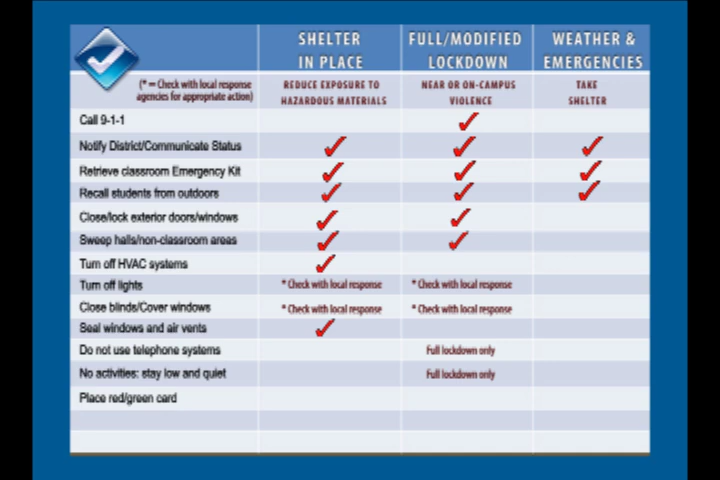 SHELTER IN PLACE
FULL/MODIFIED LOCKDOWN
WEATHER & EMERGENCIES
(* = Check with local response
agencies for appropriate action)
REDUCE EXPOSURE TO
HAZARDOUS MATERIALS
NEAR OR ON-CAMPUS
VIOLENCE
TAKE
SHELTER
Call 9-1-1
Notify District/Communicate Status
Retrieve classroom Emergency Kit
Recall students from outdoors
Close/lock exterior doors/windows
Sweep halls/non-classroom areas
Turn off HVAC systems
Turn off lights
* Check with local response
* Check with local response
Close blinds/Cover windows
* Check with local response
* Check with local response
Seal windows and air vents
Do not use telephone systems
Full lockdown only
No activities: stay low and quiet
Full lockdown only
Place red/green card